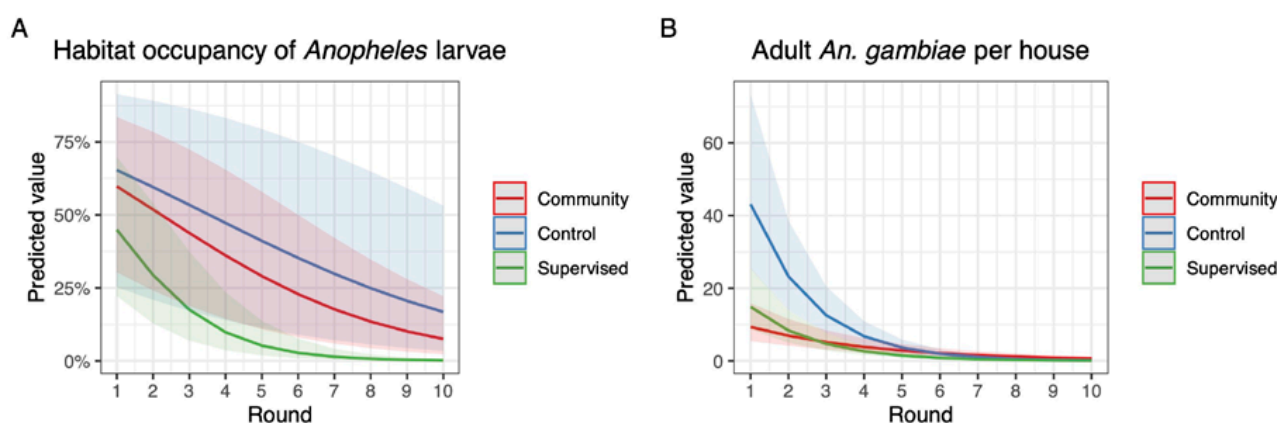 A
Habitat occupancy of Anopheles larvae
Predicted value
75%
50%
25%
0%
1 2 3 4 5 6 7 8 9 10
Round
Community
Control
Supervised
B
Adult An. gambiae per house
Predicted value
60
40
20
0
1 2 3 4 5 6 7 8 9 10
Round
Community
Control
Supervised